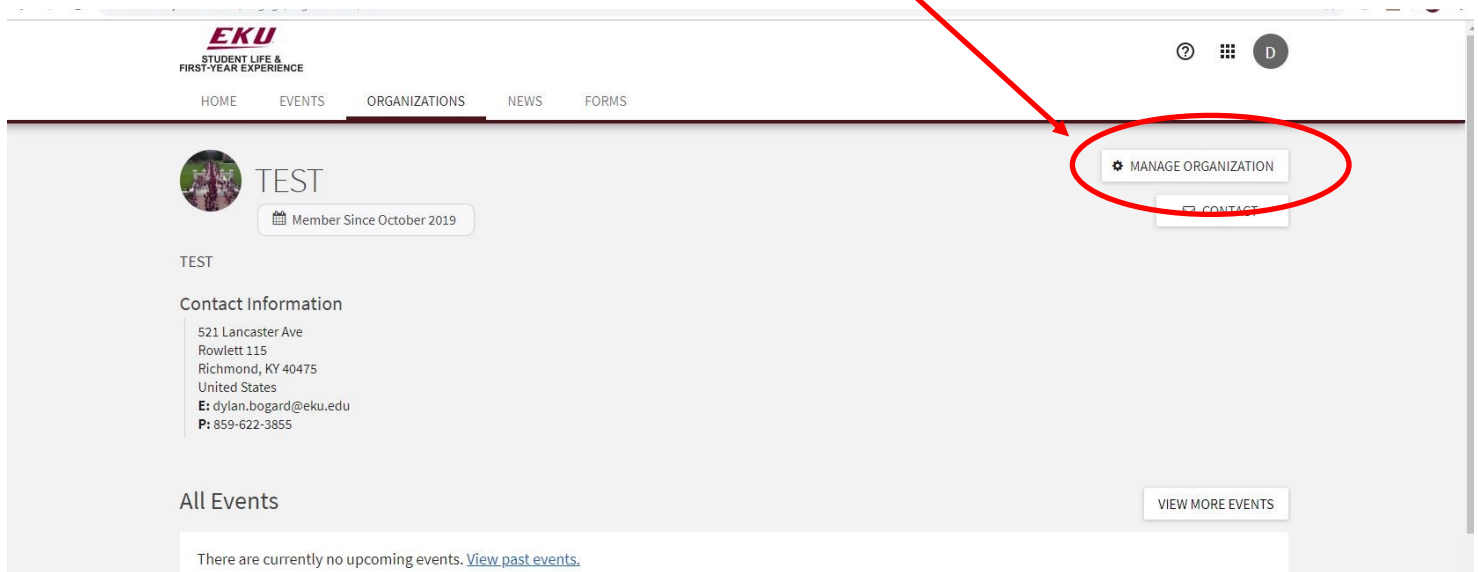 EKU
STUDENT LIFE &
FIRST-YEAR EXPERIENCE
D
HOME EVENTS ORGANIZATIONS NEWS FORMS
TEST
MANAGE ORGANIZATION
Member Since October 2019
CONTACT
TEST
Contact Information
521 Lancaster Ave
Rowlett 115
Richmond, KY 40475
United States
E: dylan.bogard@eku.edu
P: 859-622-3855
All Events
VIEW MORE EVENTS
There are currently no upcoming events. View past events.